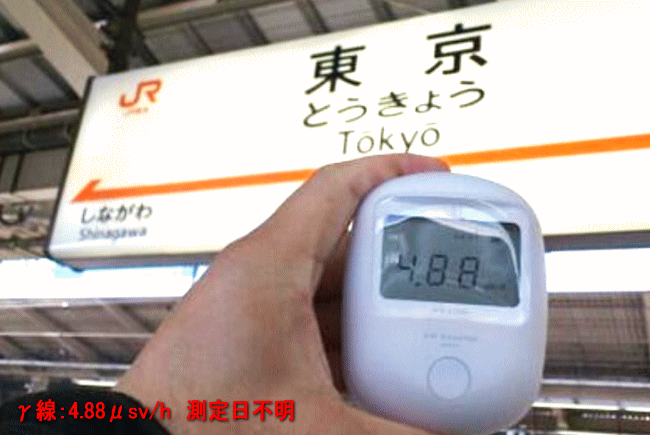 JR
東京
とうきょう
Tōkyō
しながわ
Shinagawa
4.88
γ線:4.88μsv/h 測定日不明